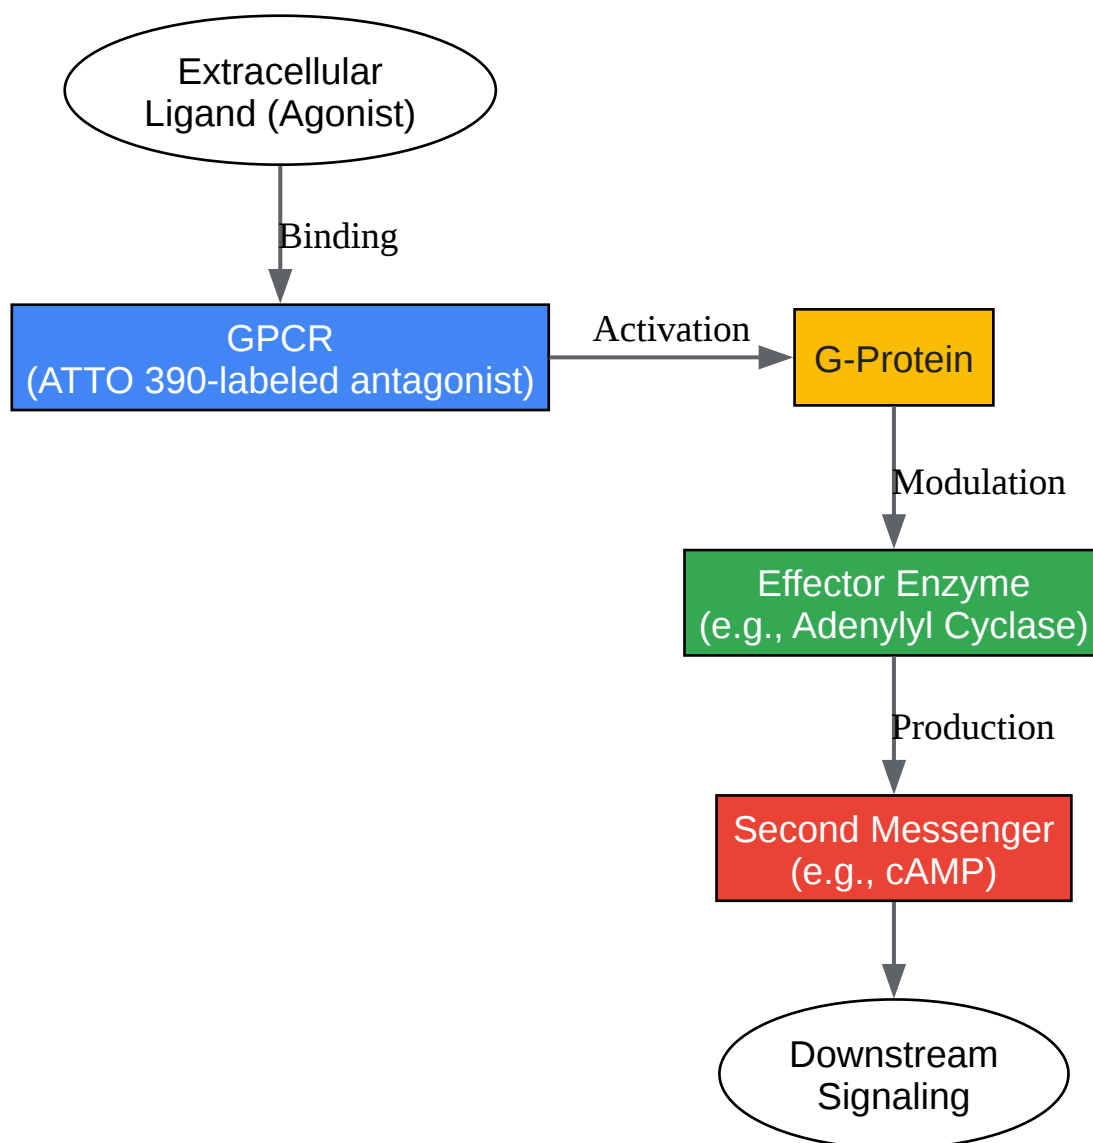 Extracellular
Ligand (Agonist)
Binding
GPCR
(ATTO 390-labeled antagonist)
Activation
G-Protein
Modulation
Effector Enzyme
(e.g., Adenylyl Cyclase)
Production
Second Messenger
(e.g., cAMP)
Downstream
Signaling